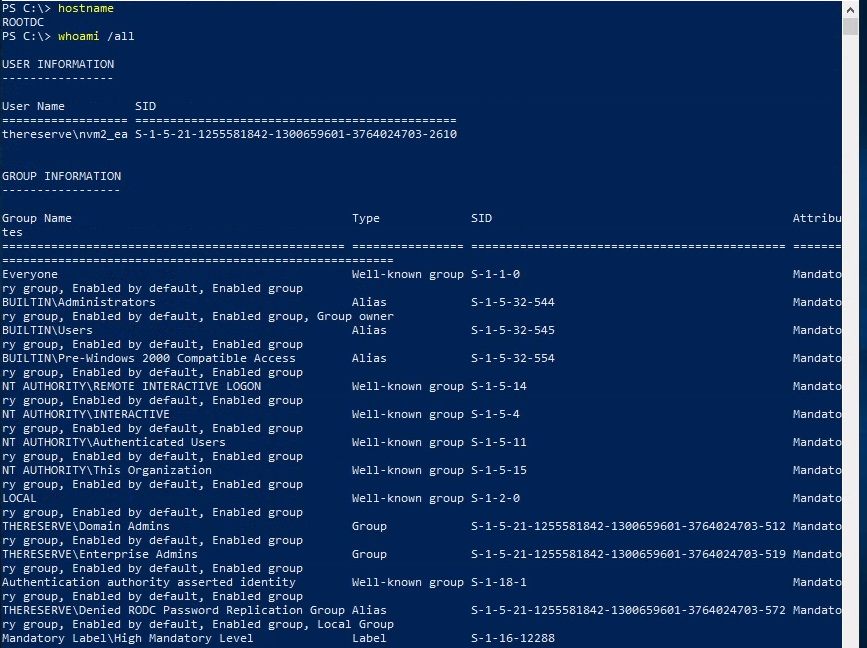 PS C:\> hostname
ROOTDC
PS C:\> whoami /all
USER INFORMATION
----------------
User Name          SID
================== ==============================================
thereserve\nvm2_ea S-1-5-21-1255581842-1300659601-3764024703-2610
GROUP INFORMATION
-----------------
Group Name                                        Type             SID                                           Attribu
tes
================================================= ================ ============================================= =======
========================================================
Everyone                                          Well-known group S-1-1-0                                       Mandato
ry group, Enabled by default, Enabled group
BUILTIN\Administrators                            Alias            S-1-5-32-544                                  Mandato
ry group, Enabled by default, Enabled group, Group owner
BUILTIN\Users                                     Alias            S-1-5-32-545                                  Mandato
ry group, Enabled by default, Enabled group
BUILTIN\Pre-Windows 2000 Compatible Access        Alias            S-1-5-32-554                                  Mandato
ry group, Enabled by default, Enabled group
NT AUTHORITY\REMOTE INTERACTIVE LOGON             Well-known group S-1-5-14                                      Mandato
ry group, Enabled by default, Enabled group
NT AUTHORITY\INTERACTIVE                          Well-known group S-1-5-4                                       Mandato
ry group, Enabled by default, Enabled group
NT AUTHORITY\Authenticated Users                  Well-known group S-1-5-11                                      Mandato
ry group, Enabled by default, Enabled group
NT AUTHORITY\This Organization                    Well-known group S-1-5-15                                      Mandato
ry group, Enabled by default, Enabled group
LOCAL                                             Well-known group S-1-2-0                                       Mandato
ry group, Enabled by default, Enabled group
THERESERVE\Domain Admins                          Group            S-1-5-21-1255581842-1300659601-3764024703-512 Mandato
ry group, Enabled by default, Enabled group
THERESERVE\Enterprise Admins                      Group            S-1-5-21-1255581842-1300659601-3764024703-519 Mandato
ry group, Enabled by default, Enabled group
Authentication authority asserted identity        Well-known group S-1-18-1                                      Mandato
ry group, Enabled by default, Enabled group
THERESERVE\Denied RODC Password Replication Group Alias            S-1-5-21-1255581842-1300659601-3764024703-572 Mandato
ry group, Enabled by default, Enabled group, Local Group
Mandatory Label\High Mandatory Level              Label            S-1-16-12288